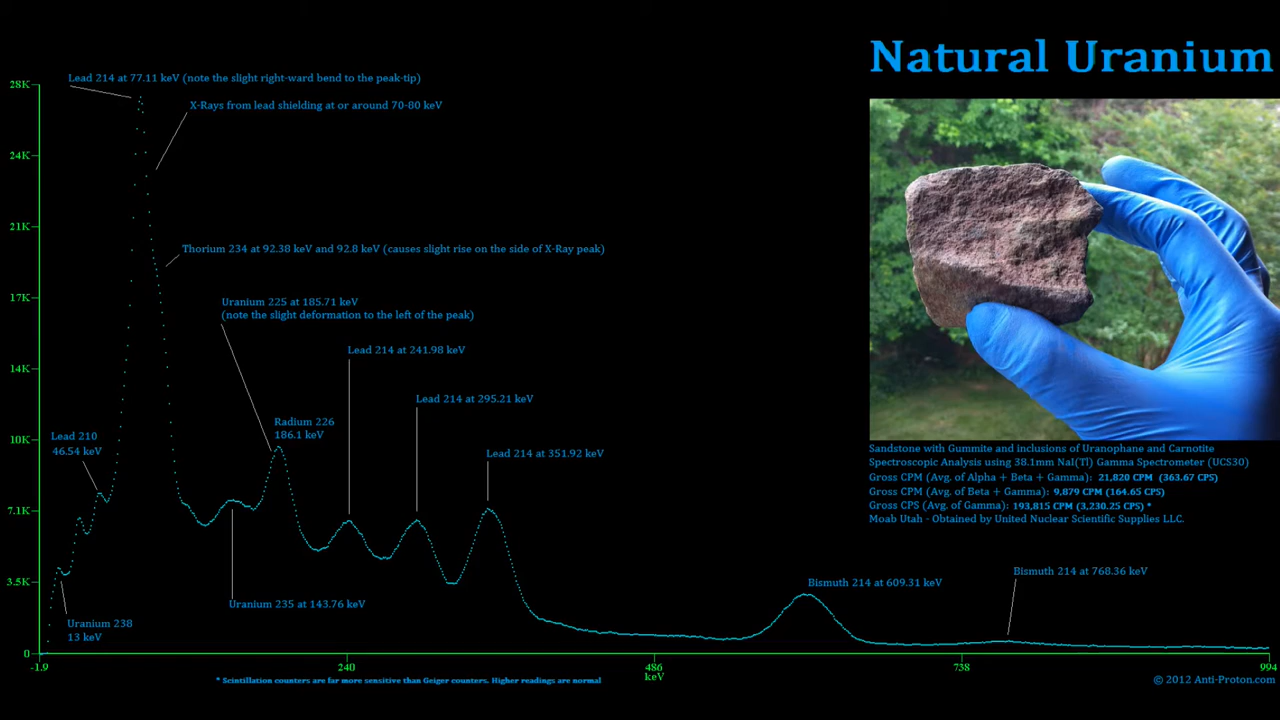 Natural Uranium
28K
24K
21K
17K
14K
10K
7.1K
3.5K
0
Lead 214 at 77.11 keV (note the slight right-ward bend to the peak-tip)
X-Rays from lead shielding at or around 70-80 keV
Thorium 234 at 92.38 keV and 92.8 keV (causes slight rise on the side of X-Ray peak)
Uranium 225 at 185.71 keV
(note the slight deformation to the left of the peak)
Lead 214 at 241.98 keV
Lead 214 at 295.21 keV
Radium 226
186.1 keV
Lead 210
46.54 keV
Lead 214 at 351.92 keV
Sandstone with Gummite and inclusions of Uranophane and Carnotite
Spectroscopic Analysis using 38.1mm NaI(Tl) Gamma Spectrometer (UCS30)
Gross CPM (Avg. of Alpha + Beta + Gamma): 21,820 CPM (363.67 CPS)
Gross CPM (Avg. of Beta + Gamma): 9,879 CPM (164.65 CPS)
Gross CPS (Avg. of Gamma): 193,815 CPM (3,230.25 CPS) *
Moab Utah - Obtained by United Nuclear Scientific Supplies LLC.
Bismuth 214 at 609.31 keV
Bismuth 214 at 768.36 keV
Uranium 235 at 143.76 keV
Uranium 238
13 keV
-1.9
240
486
738
994
keV
* Scintillation counters are far more sensitive than Geiger counters. Higher readings are normal
© 2012 Anti-Proton.com